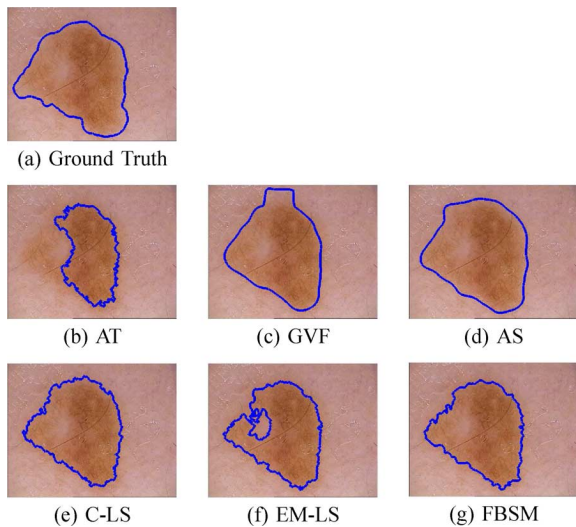 (a) Ground Truth
(b) AT
(c) GVF
(d) AS
(e) C-LS
(f) EM-LS
(g) FBSM